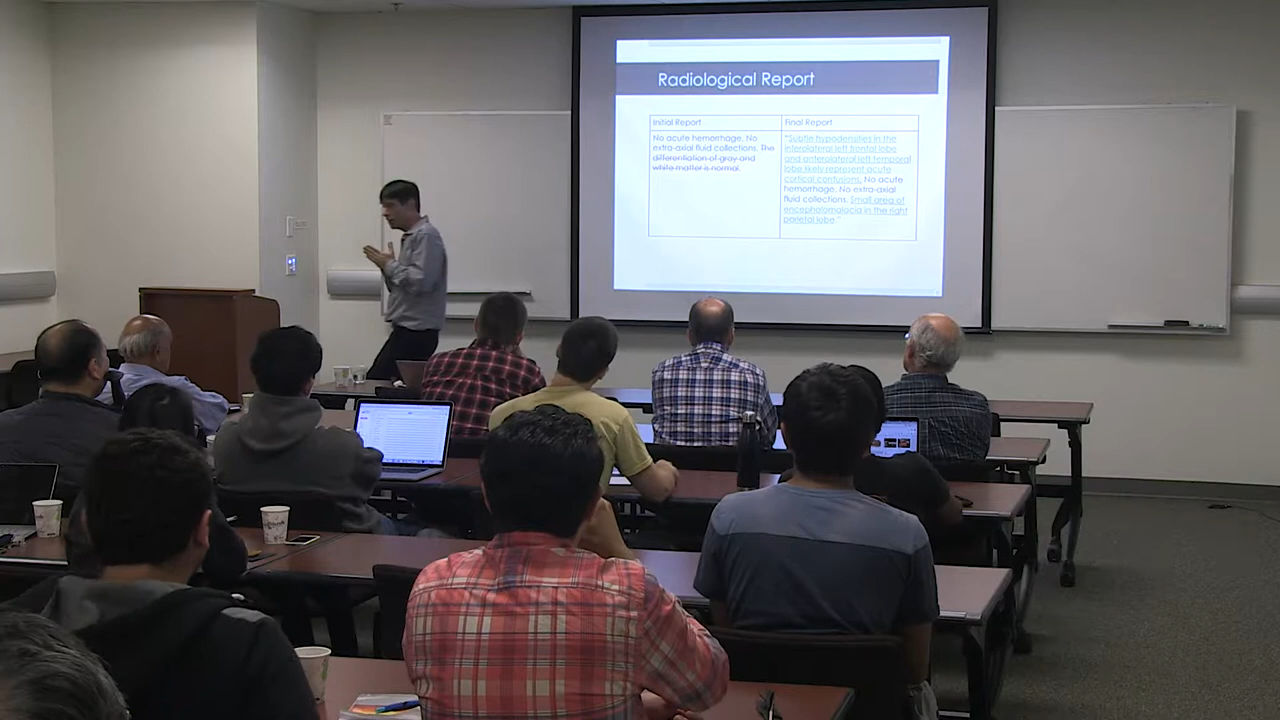 Radiological Report
Initial Report
No acute hemorrhage. No
extra-axial fluid collections. The
differentiation of gray and
white matter is normal.
Final Report
"Subtle hypodensities in the
interolateral left frontal lobe
and anterolateral left temporal
lobe likely represent acute
cortical contusions. No acute
hemorrhage. No extra-axial
fluid collections. Small area of
encephalomalacia in the right
parietal lobe."